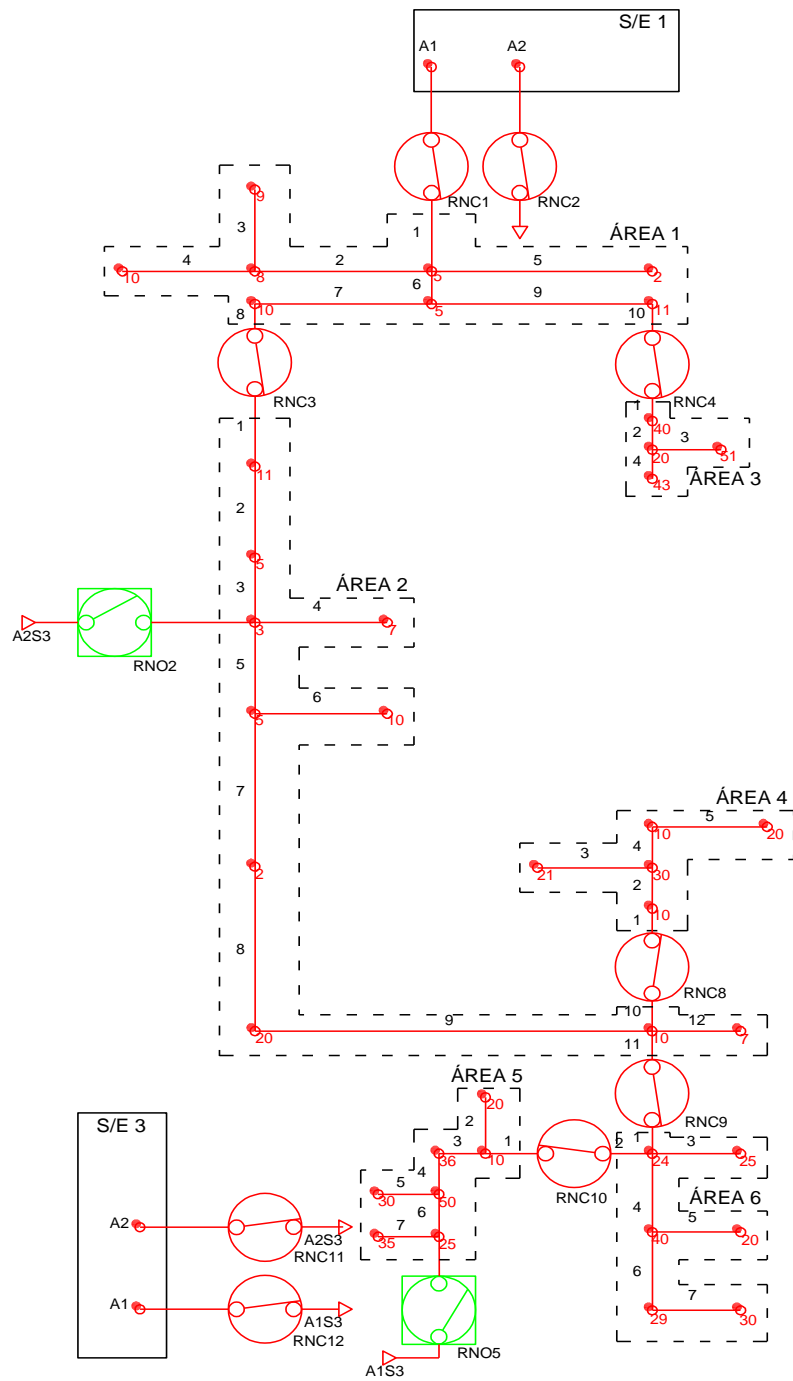 S/E 1
A1 A2
RNC1 RNC2
9
3 1 ÁREA 1
4 2 5
10 8 5 2
6
7 9
10 5 11
8 10
RNC3 RNC4
1 1
40
2 3
20 51
4
43 ÁREA 3
11
2
5
3 ÁREA 2
4
A2S3 3 7
RNO2
5
6
5 10
7
2
ÁREA 4
5
10 20
4
3
21 30
2
10
1
8
RNC8
10
9 12
20 10 7
11
ÁREA 5
S/E 3
20 RNC9
2
3 1 2 1 3
36 10 24 25
4 RNC10
5 ÁREA 6
30 50
4
6 5
A2 7
35 25 40 20
A2S3
RNC11
6
7
A1 29 30
A1S3
RNC12 RNO5
A1S3